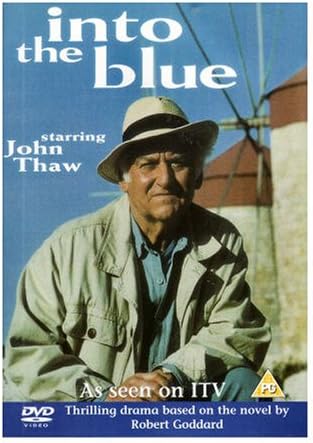 into
the blue
starring
John
Thaw
As seen on ITV
PG
DVD
VIDEO
Thrilling drama based on the novel by
Robert Goddard